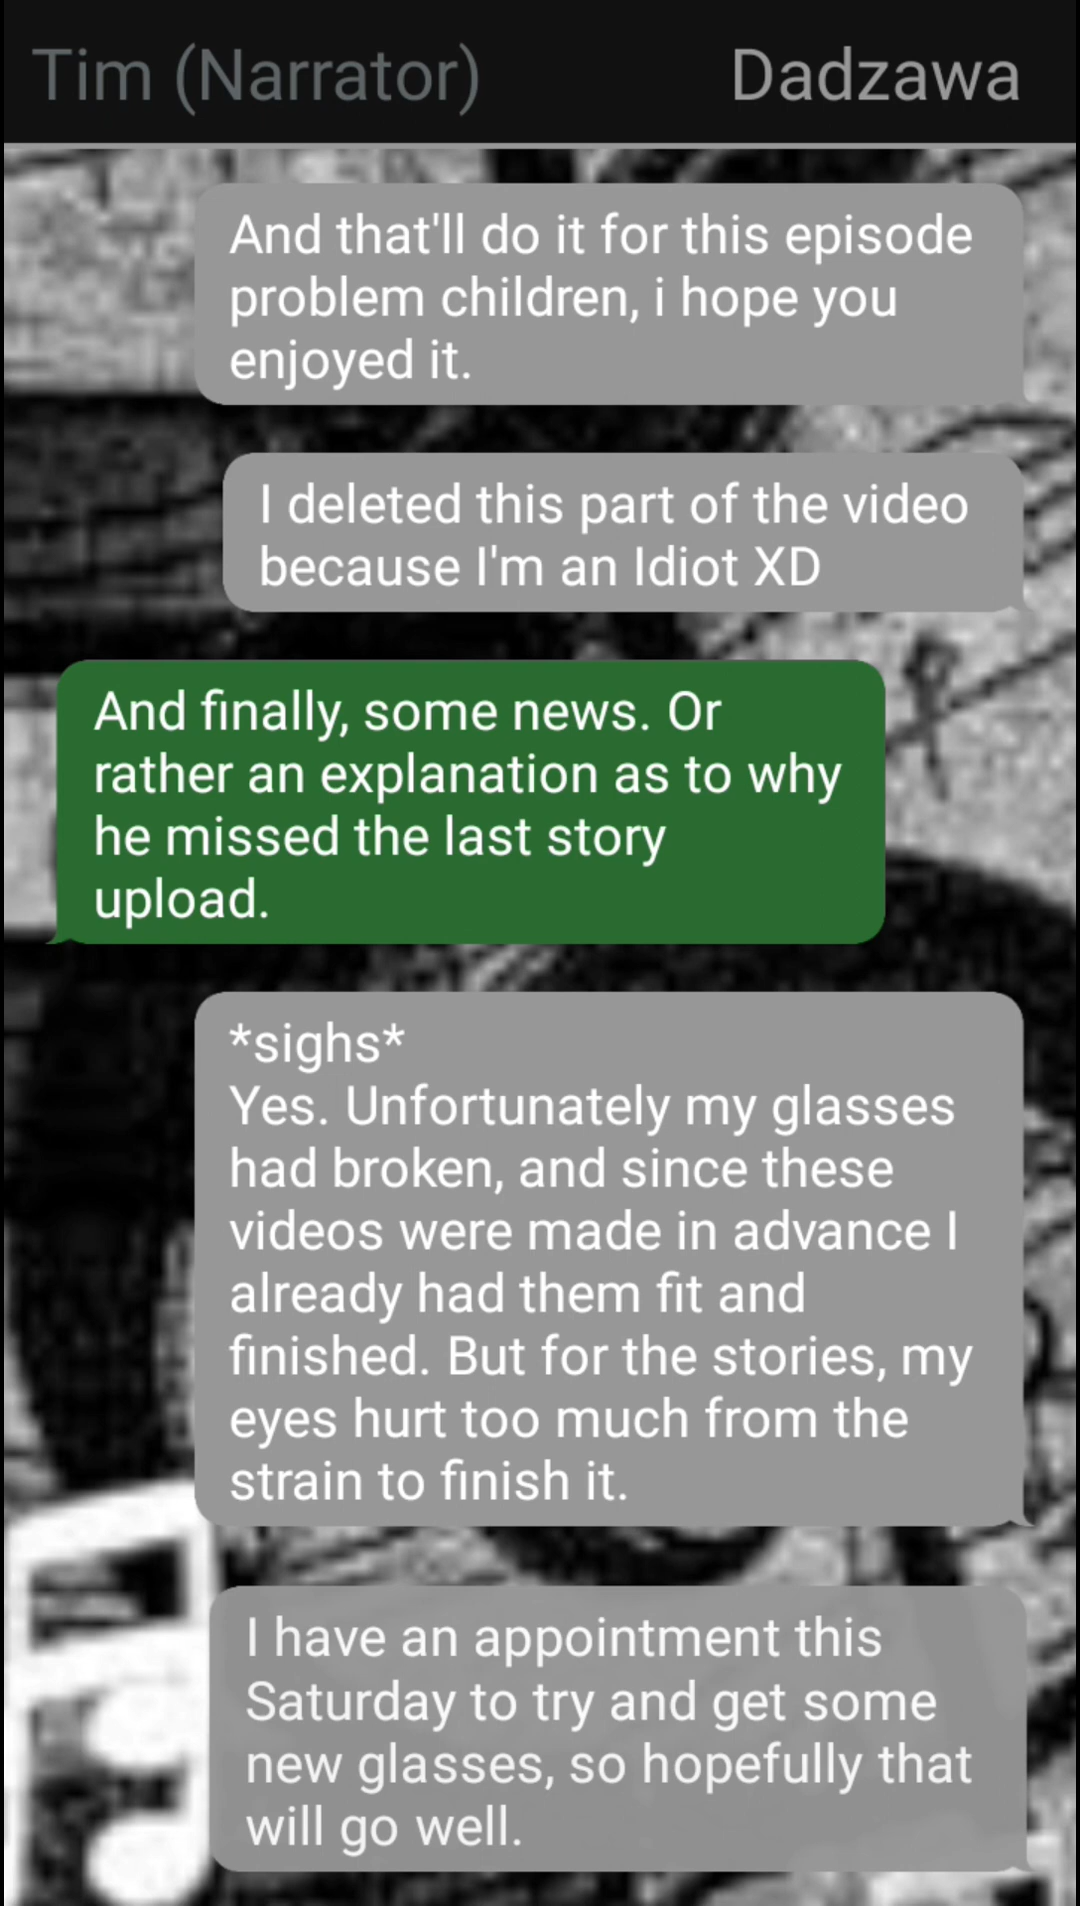 Tim (Narrator) Dadzawa
And that'll do it for this episode
problem children, i hope you
enjoyed it.
I deleted this part of the video
because I'm an Idiot XD
And finally, some news. Or
rather an explanation as to why
he missed the last story
upload.
*sighs*
Yes. Unfortunately my glasses
had broken, and since these
videos were made in advance I
already had them fit and
finished. But for the stories, my
eyes hurt too much from the
strain to finish it.
I have an appointment this
Saturday to try and get some
new glasses, so hopefully that
will go well.